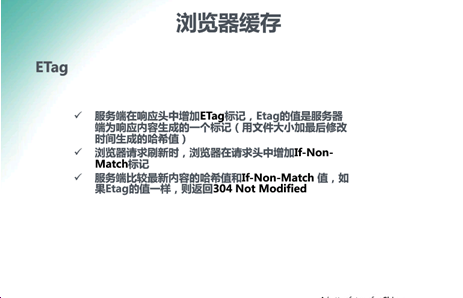 浏览器缓存
ETag
✓ 服务端在响应头中增加ETag标记，Etag的值是服务器
端为响应内容生成的一个标记（用文件大小加最后修改
时间生成的哈希值）
✓ 浏览器请求刷新时，浏览器在请求头中增加If-Non-
Match标记
✓ 服务端比较最新内容的哈希值和If-Non-Match 值，如
果Etag的值一样，则返回304 Not Modified